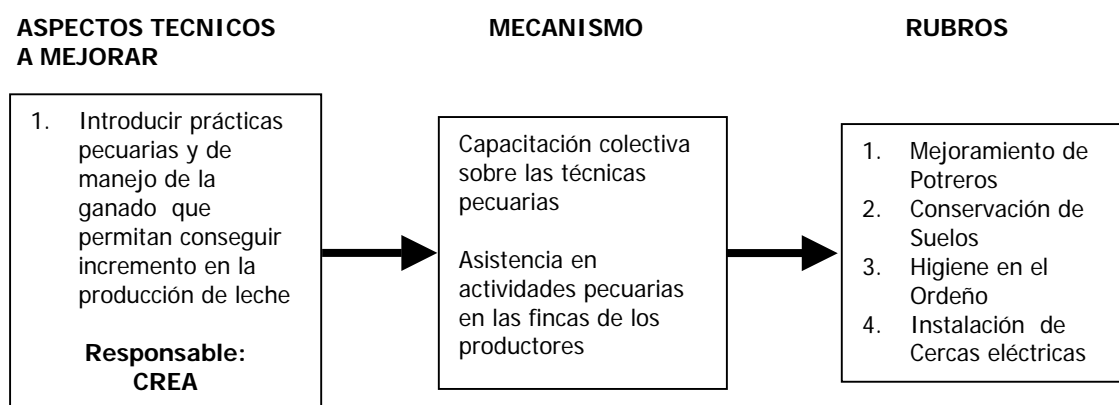 ASPECTOS TECNICOS
A MEJORAR
1. Introducir prácticas
pecuarias y de
manejo de la
ganado que
permitan conseguir
incremento en la
producción de leche
Responsable:
CREA
MECANISMO
Capacitación colectiva
sobre las técnicas
pecuarias
Asistencia en
actividades pecuarias
en las fincas de los
productores
RUBROS
1. Mejoramiento de
Potreros
2. Conservación de
Suelos
3. Higiene en el
Ordeño
4. Instalación de
Cercas eléctricas